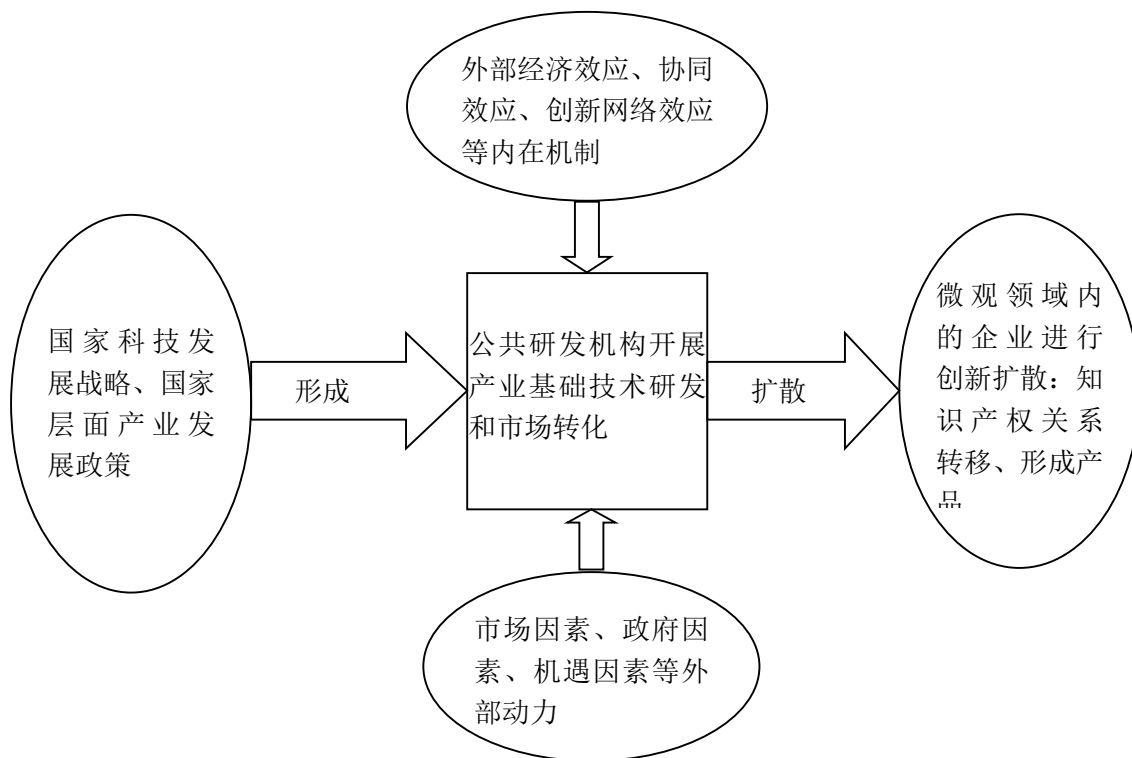 外部经济效应、协同
效应、创新网络效应
等内在机制
国家科技发
展战略、国家
层面产业发
展政策
形成
公共研发机构开展
产业基础技术研发
和市场转化
扩散
微观领域内
的企业进行
创新扩散：知
识产权关系
转移、形成产
品
市场因素、政府因
素、机遇因素等外
部动力